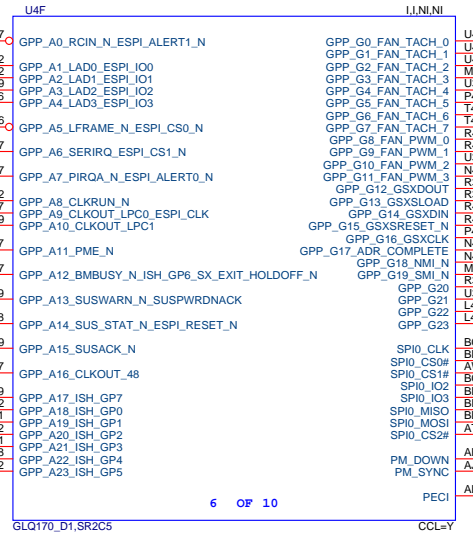 U4F
I,I,NI,NI
GPP_A0_RCIN_N_ESPI_ALERT1_N
GPP_A1_LAD0_ESPI_IO0
GPP_A2_LAD1_ESPI_IO1
GPP_A3_LAD2_ESPI_IO2
GPP_A4_LAD3_ESPI_IO3
GPP_A5_LFRAME_N_ESPI_CS0_N
GPP_A6_SERIRQ_ESPI_CS1_N
GPP_A7_PIRQA_N_ESPI_ALERT0_N
GPP_A8_CLKRUN_N
GPP_A9_CLKOUT_LPC0_ESPI_CLK
GPP_A10_CLKOUT_LPC1
GPP_A11_PME_N
GPP_A12_BMBUSY_N_ISH_GP6_SX_EXIT_HOLDOFF_N
GPP_A13_SUSWARN_N_SUSPWRDNACK
GPP_A14_SUS_STAT_N_ESPI_RESET_N
GPP_A15_SUSACK_N
GPP_A16_CLKOUT_48
GPP_A17_ISH_GP7
GPP_A18_ISH_GP0
GPP_A19_ISH_GP1
GPP_A20_ISH_GP2
GPP_A21_ISH_GP3
GPP_A22_ISH_GP4
GPP_A23_ISH_GP5
GPP_G0_FAN_TACH_0
GPP_G1_FAN_TACH_1
GPP_G2_FAN_TACH_2
GPP_G3_FAN_TACH_3
GPP_G4_FAN_TACH_4
GPP_G5_FAN_TACH_5
GPP_G6_FAN_TACH_6
GPP_G7_FAN_TACH_7
GPP_G8_FAN_PWM_0
GPP_G9_FAN_PWM_1
GPP_G10_FAN_PWM_2
GPP_G11_FAN_PWM_3
GPP_G12_GSXDOUT
GPP_G13_GSXSLOAD
GPP_G14_GSXDIN
GPP_G15_GSXSRESET_N
GPP_G16_GSXCLK
GPP_G17_ADR_COMPLETE
GPP_G18_NMI_N
GPP_G19_SMI_N
GPP_G20
GPP_G21
GPP_G22
GPP_G23
SPI0_CLK
SPI0_CS0#
SPI0_CS1#
SPI0_IO2
SPI0_IO3
SPI0_MISO
SPI0_MOSI
SPI0_CS2#
PM_DOWN
PM_SYNC
PECI
6 OF 10
GLQ170_D1,SR2C5
CCL=Y